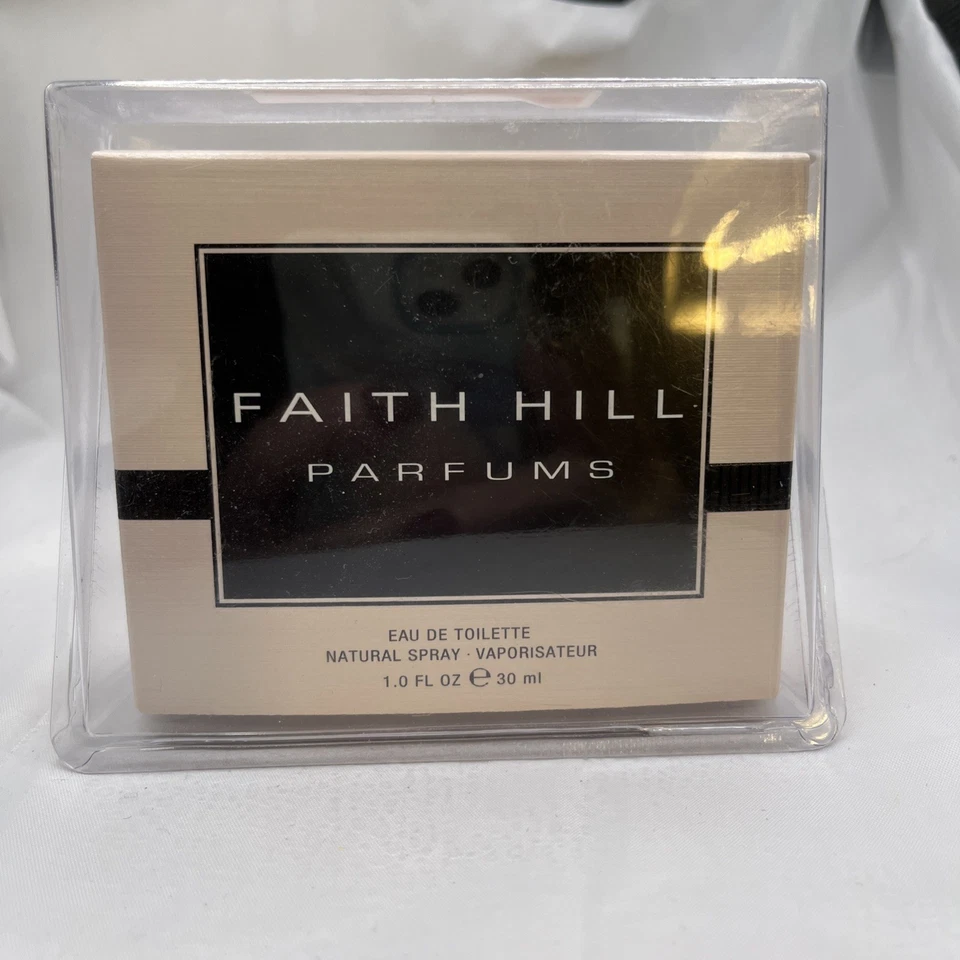 FAITH HILL
PARFUMS
EAU DE TOILETTE
NATURAL SPRAY · VAPORISATEUR
1.0 FL OZ ℮ 30 ml